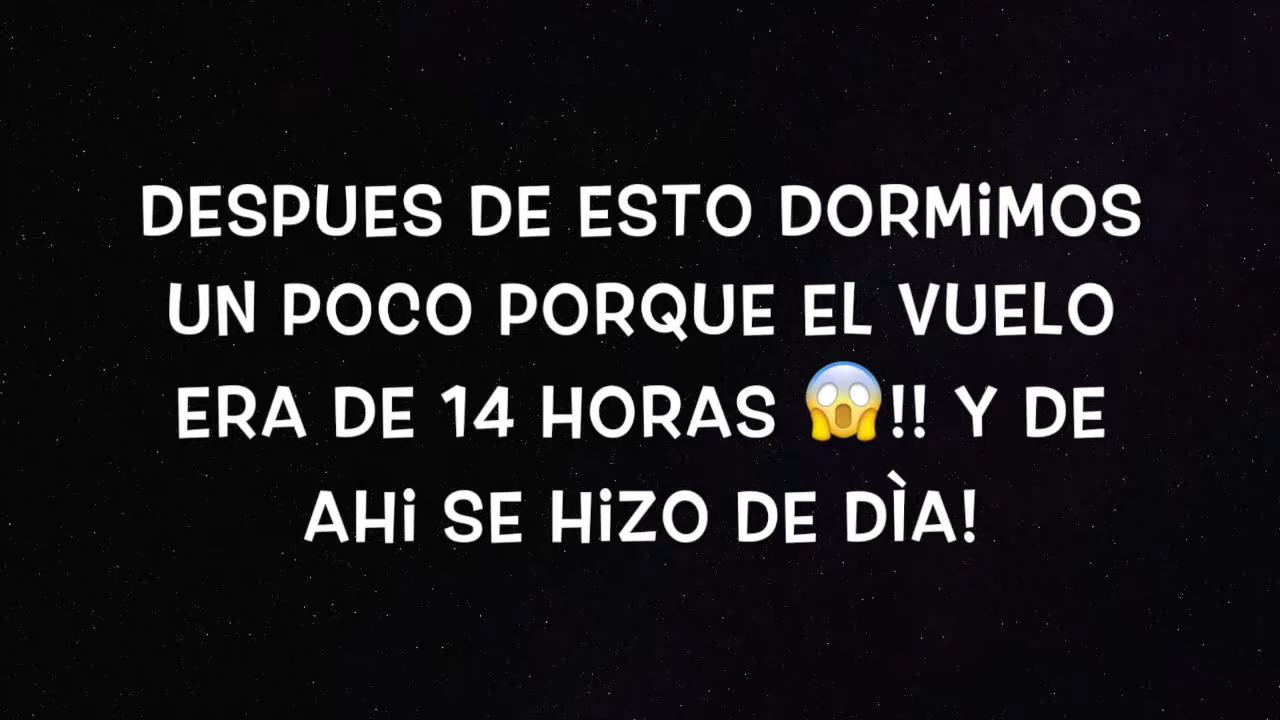 DESPUES DE ESTO DORMiMOS
UN POCO PORQUE EL VUELO
ERA DE 14 HORAS 😱!! Y DE
AHi SE HiZO DE DÌA!